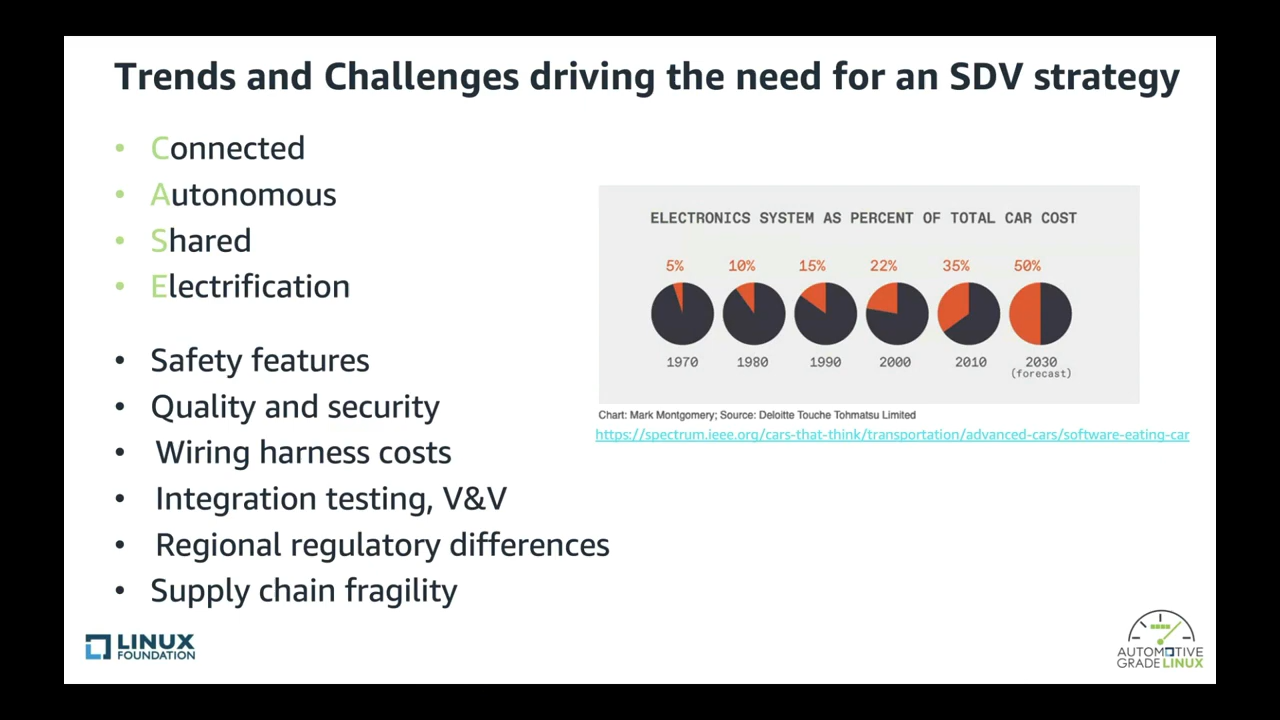 Trends and Challenges driving the need for an SDV strategy
• Connected
• Autonomous
• Shared
• Electrification
• Safety features
• Quality and security
• Wiring harness costs
• Integration testing, V&V
• Regional regulatory differences
• Supply chain fragility
ELECTRONICS SYSTEM AS PERCENT OF TOTAL CAR COST
5% 10% 15% 22% 35% 50%
1970 1980 1990 2000 2010 2030
(forecast)
Chart: Mark Montgomery; Source: Deloitte Touche Tohmatsu Limited
https://spectrum.ieee.org/cars-that-think/transportation/advanced-cars/software-eating-car
LINUX
FOUNDATION
AUTOMOTIVE
GRADE LINUX